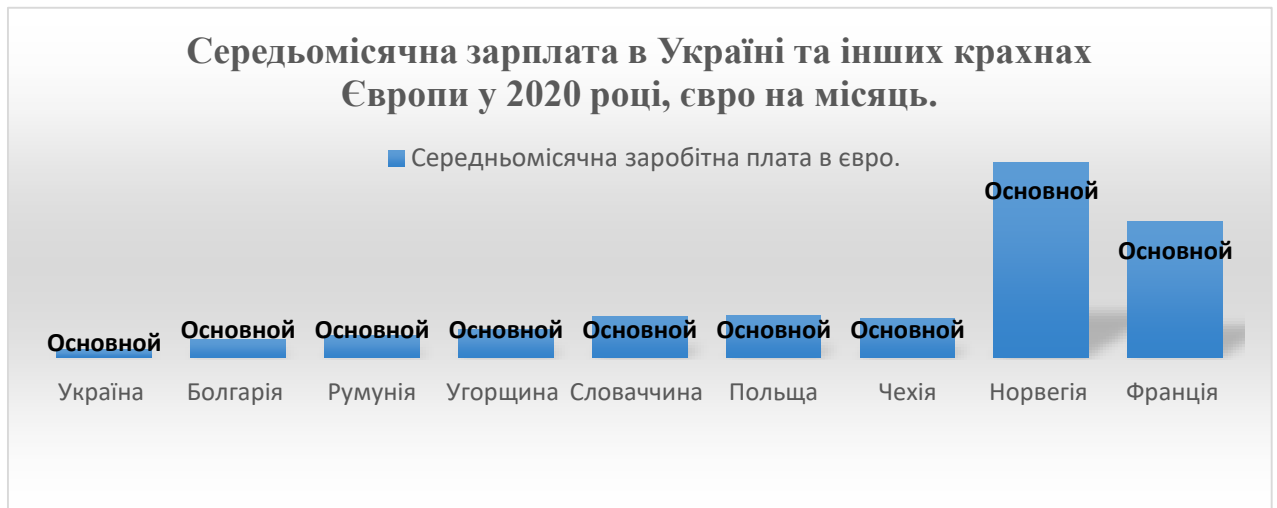 Середьомісячна зарплата в Україні та інших крахнах
Європи у 2020 році, євро на місяць.
Середньомісячна заробітна плата в євро.
Основной
Основной
Основной
Основной
Основной
Основной
Основной
Основной
Основной
Україна Болгарія Румунія Угорщина Словаччина Польща Чехія Норвегія Франція